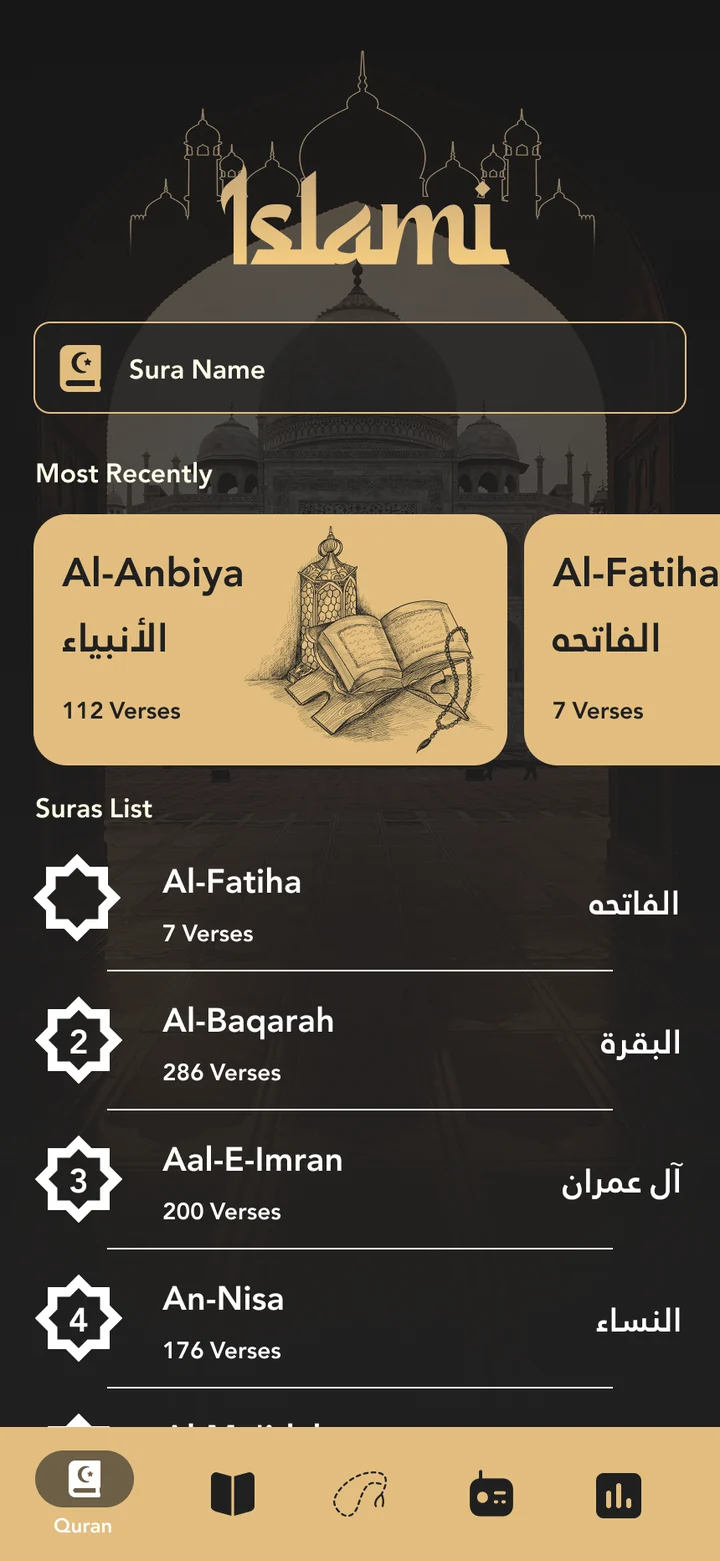 Islami
Sura Name
Most Recently
Al-Anbiya
الأنبياء
112 Verses
Al-Fatiha
الفاتحه
7 Verses
Suras List
Al-Fatiha
7 Verses
الفاتحه
2
Al-Baqarah
286 Verses
البقرة
3
Aal-E-Imran
200 Verses
آل عمران
4
An-Nisa
176 Verses
النساء
Quran